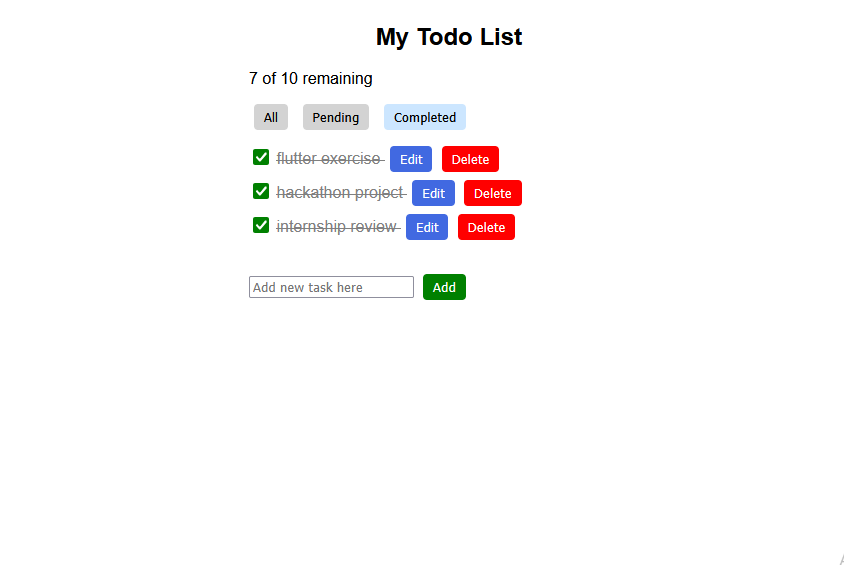 My Todo List
7 of 10 remaining
All Pending Completed
flutter exercise Edit Delete
hackathon project Edit Delete
internship review Edit Delete
Add new task here Add